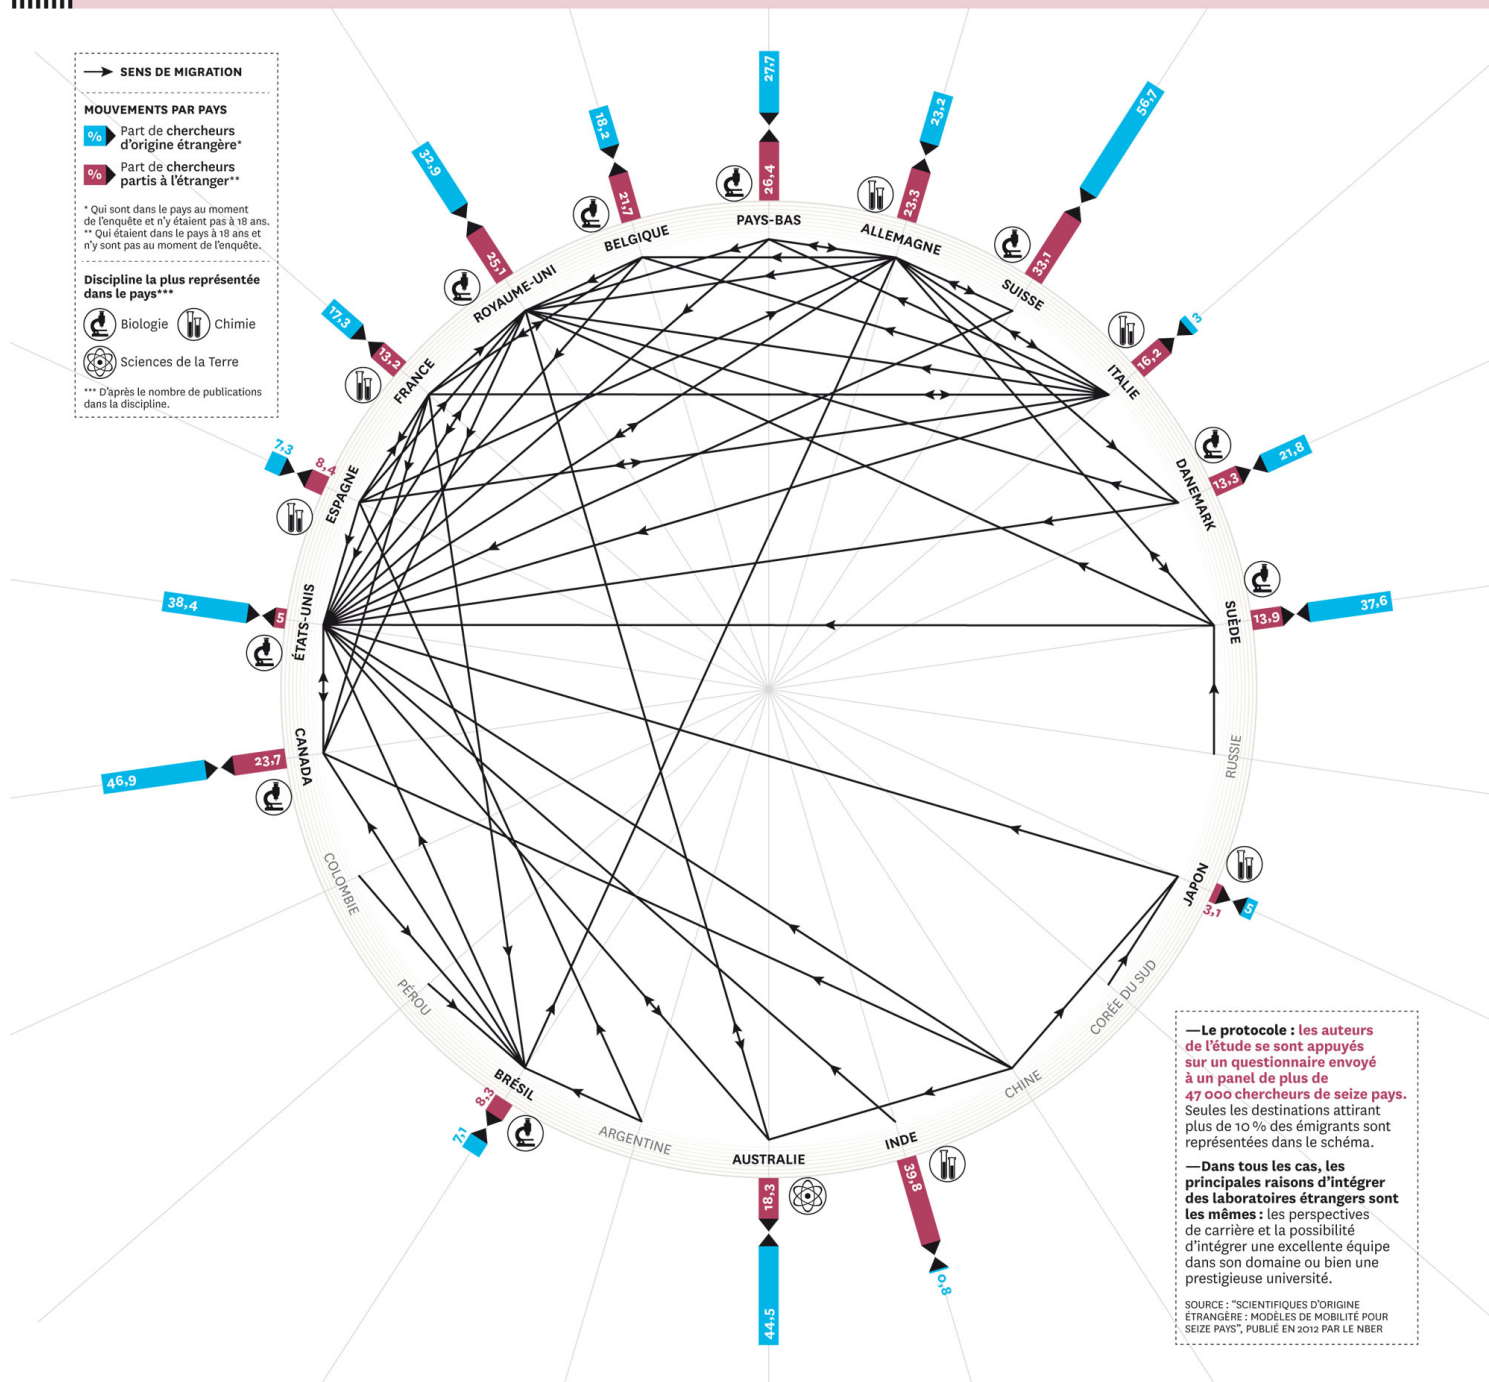 SENS DE MIGRATION
MOUVEMENTS PAR PAYS
% Part de chercheurs
d'origine étrangère*
% Part de chercheurs
partis à l'étranger**
* Qui sont dans le pays au moment
de l'enquête et n'y étaient pas à 18 ans.
** Qui étaient dans le pays à 18 ans et
n'y sont pas au moment de l'enquête.
Discipline la plus représentée
dans le pays***
Biologie Chimie
Sciences de la Terre
*** D'après le nombre de publications
dans la discipline.
27,7
26,4
PAYS-BAS
23,2
23,3
ALLEMAGNE
56,7
33,1
SUISSE
3
16,2
ITALIE
21,8
13,3
DANEMARK
37,6
13,9
SUÈDE
RUSSIE
JAPON
3,1
5
CORÉE DU SUD
CHINE
INDE
39,8
0,8
AUSTRALIE
18,3
44,5
ARGENTINE
BRÉSIL
8,3
7,1
PÉROU
COLOMBIE
CANADA
23,7
46,9
ÉTATS-UNIS
5
38,4
ESPAGNE
8,4
7,3
FRANCE
13,2
17,3
ROYAUME-UNI
25,1
32,9
BELGIQUE
21,7
18,2
—Le protocole : les auteurs
de l'étude se sont appuyés
sur un questionnaire envoyé
à un panel de plus de
47 000 chercheurs de seize pays.
Seules les destinations attirant
plus de 10 % des émigrants sont
représentées dans le schéma.
—Dans tous les cas, les
principales raisons d'intégrer
des laboratoires étrangers sont
les mêmes : les perspectives
de carrière et la possibilité
d'intégrer une excellente équipe
dans son domaine ou bien une
prestigieuse université.
SOURCE : "SCIENTIFIQUES D'ORIGINE
ÉTRANGÈRE : MODÈLES DE MOBILITÉ POUR
SEIZE PAYS", PUBLIÉ EN 2012 PAR LE NBER